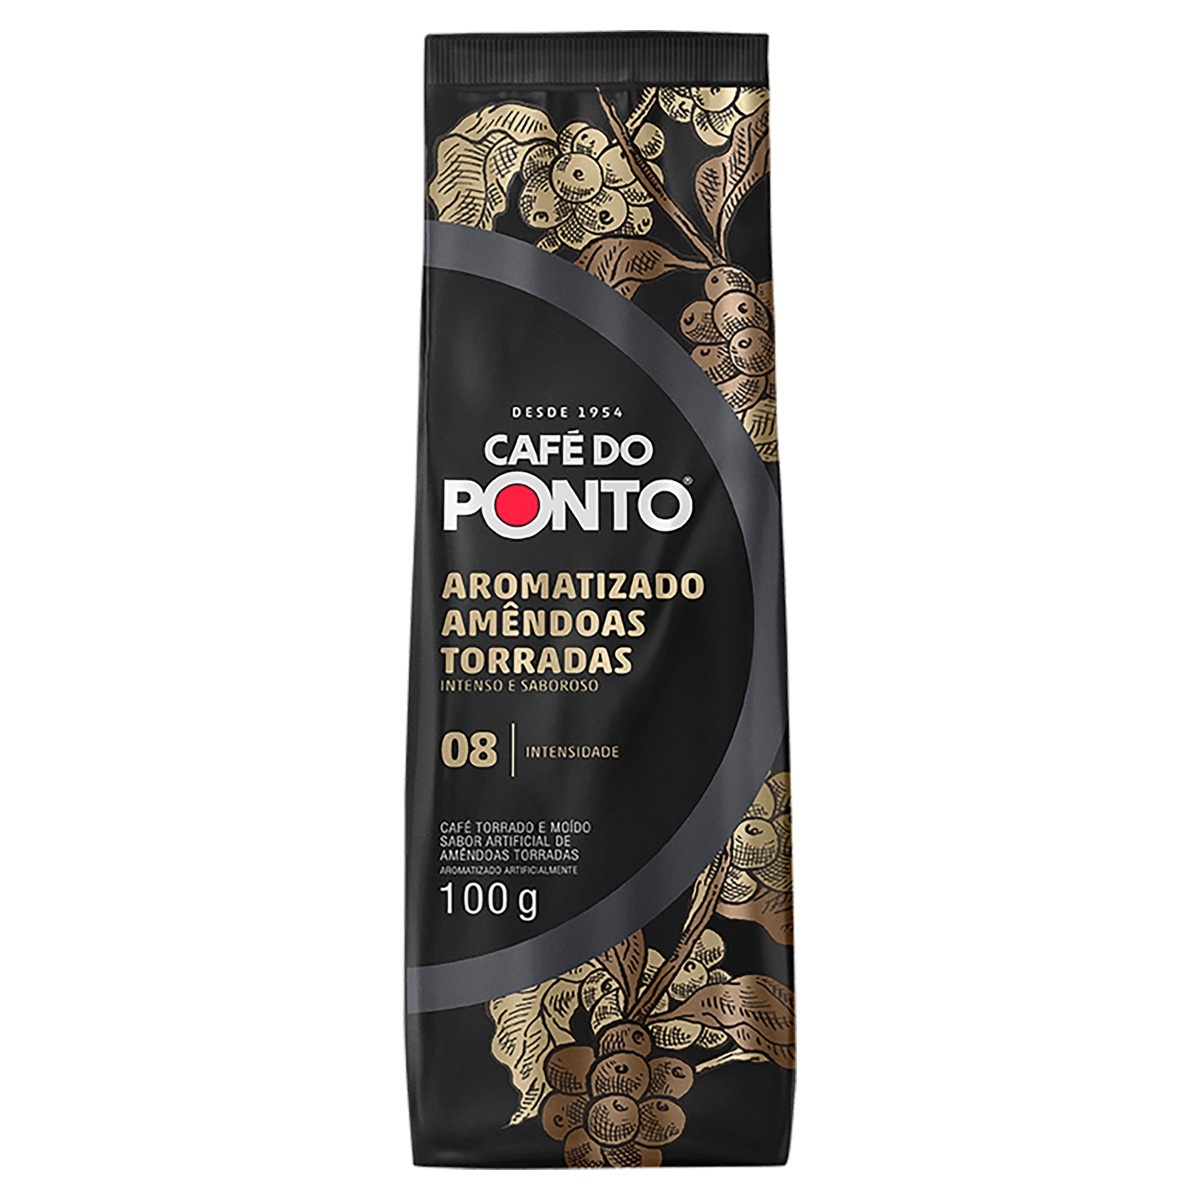 DESDE 1954
CAFÉ DO
PONTO®
AROMATIZADO
AMÊNDOAS
TORRADAS
INTENSO E SABOROSO
08 | INTENSIDADE
CAFÉ TORRADO E MOÍDO
SABOR ARTIFICIAL DE
AMÊNDOAS TORRADAS
AROMATIZADO ARTIFICIALMENTE
100 g